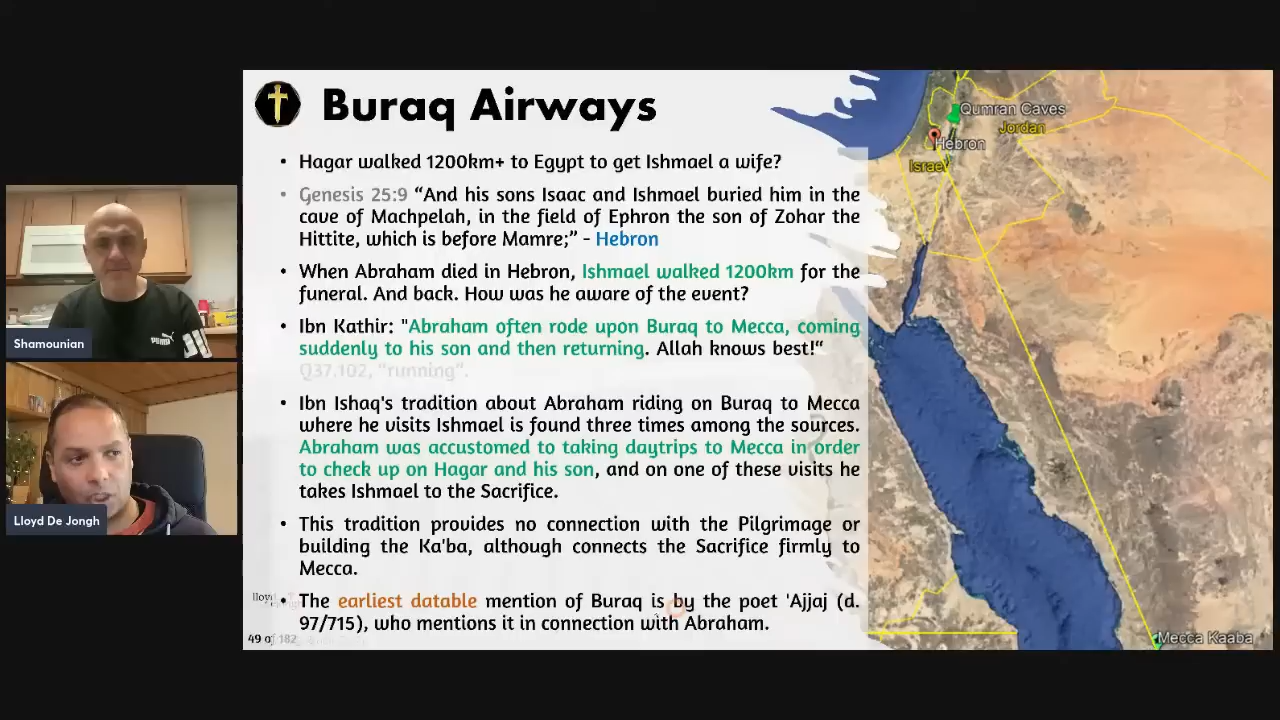 Buraq Airways
• Hagar walked 1200km+ to Egypt to get Ishmael a wife?
• Genesis 25:9 “And his sons Isaac and Ishmael buried him in the
cave of Machpelah, in the field of Ephron the son of Zohar the
Hittite, which is before Mamre;” - Hebron
• When Abraham died in Hebron, Ishmael walked 1200km for the
funeral. And back. How was he aware of the event?
• Ibn Kathir: "Abraham often rode upon Buraq to Mecca, coming
suddenly to his son and then returning. Allah knows best!“
Q37.102, “running”.
• Ibn Ishaq's tradition about Abraham riding on Buraq to Mecca
where he visits Ishmael is found three times among the sources.
Abraham was accustomed to taking daytrips to Mecca in order
to check up on Hagar and his son, and on one of these visits he
takes Ishmael to the Sacrifice.
• This tradition provides no connection with the Pilgrimage or
building the Ka'ba, although connects the Sacrifice firmly to
Mecca.
• The earliest datable mention of Buraq is by the poet 'Ajjaj (d.
97/715), who mentions it in connection with Abraham.
49 of 182
Qumran Caves
Jordan
Hebron
Israel
Mecca Kaaba
Shamounian
PUMA
Lloyd De Jongh